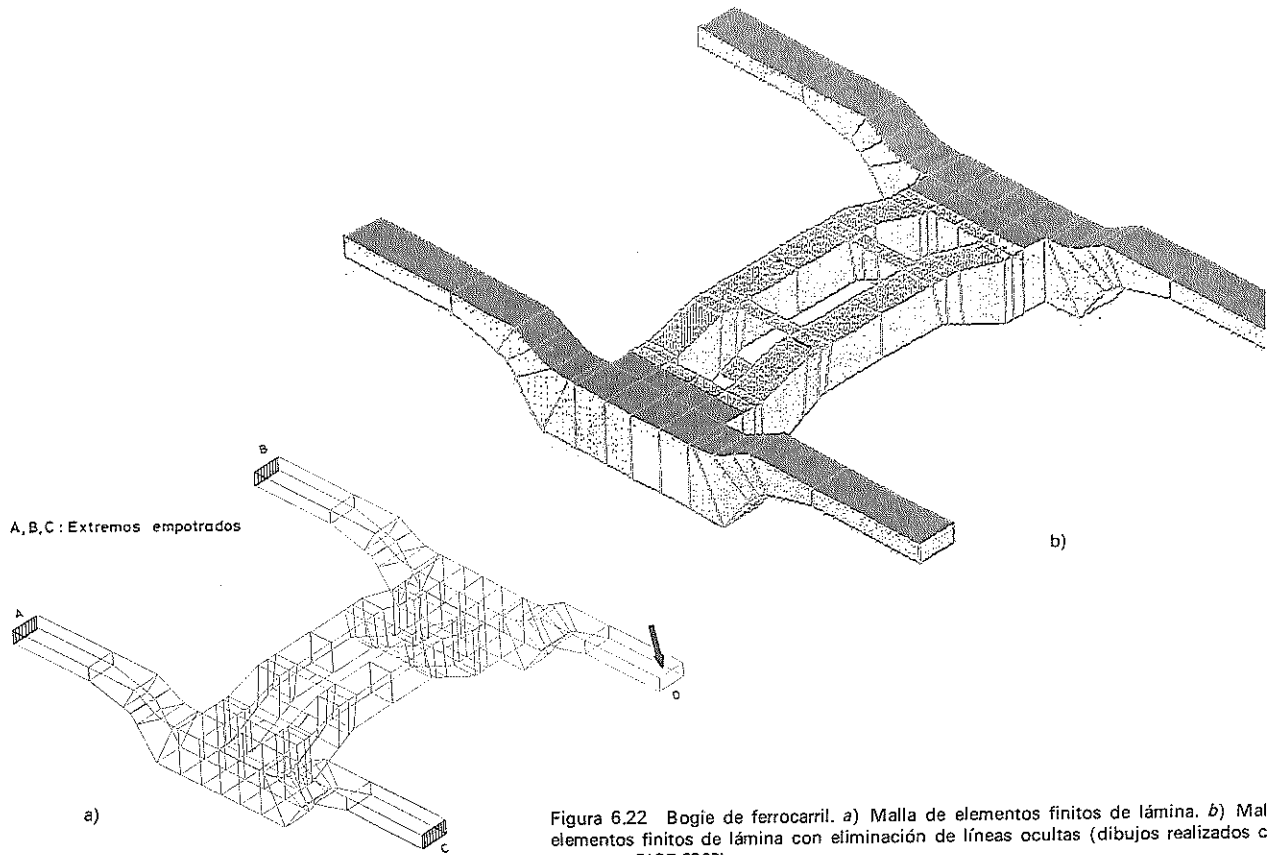 B
A, B, C : Extremos empotrados
b)
A
D
a)
C
Figura 6.22 Bogie de ferrocarril. a) Malla de elementos finitos de lámina. b) Mal
elementos finitos de lámina con eliminación de líneas ocultas (dibujos realizados c